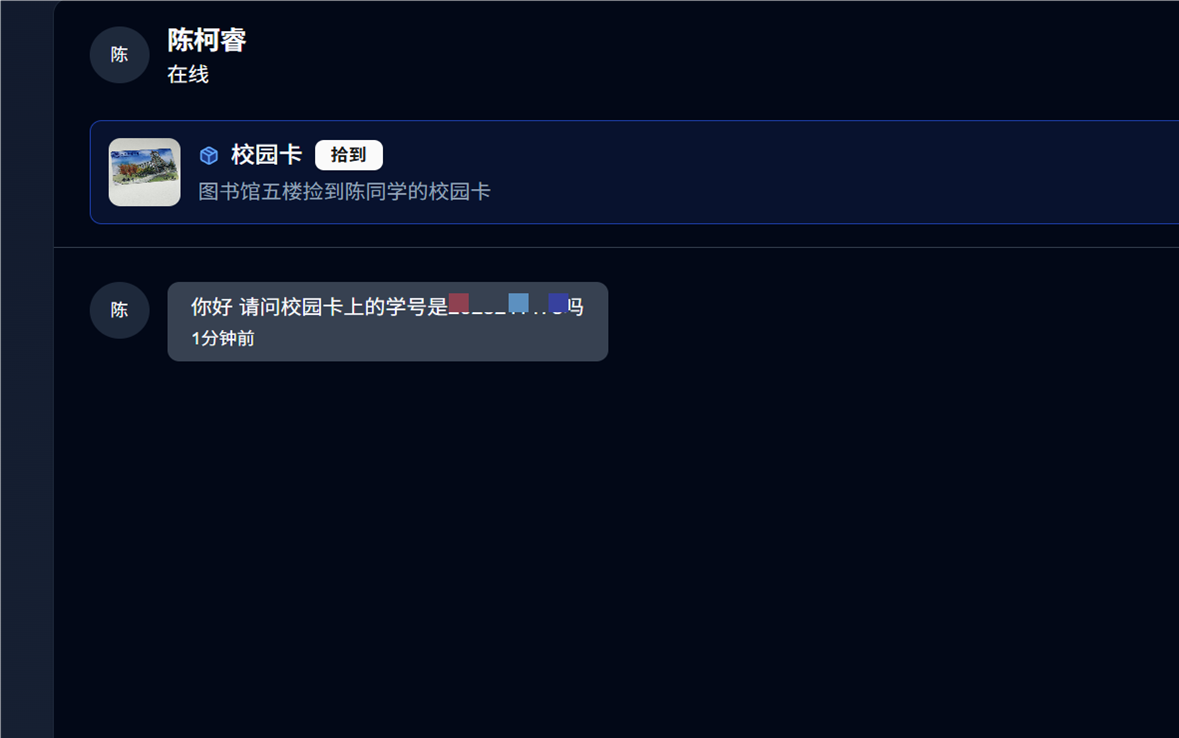 陈
陈柯睿
在线
校园卡
拾到
图书馆五楼捡到陈同学的校园卡
陈
你好 请问校园卡上的学号是 吗
1分钟前